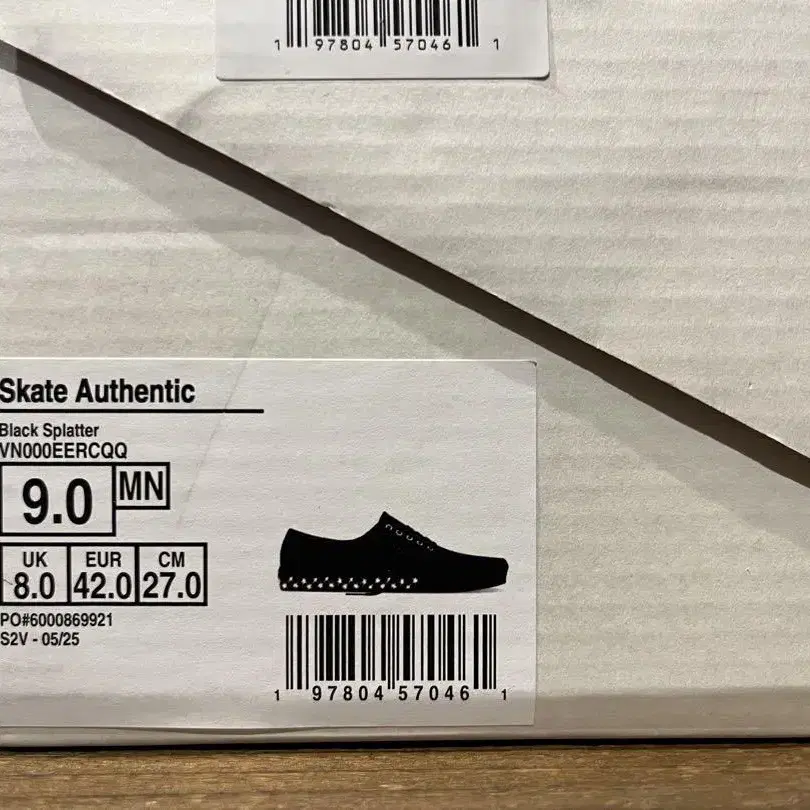 1 97804 57046 1
Skate Authentic
Black Splatter
VN000EERCQQ
9.0 MN
UK EUR CM
8.0 42.0 27.0
PO#6000869921
S2V - 05/25
1 97804 57046 1